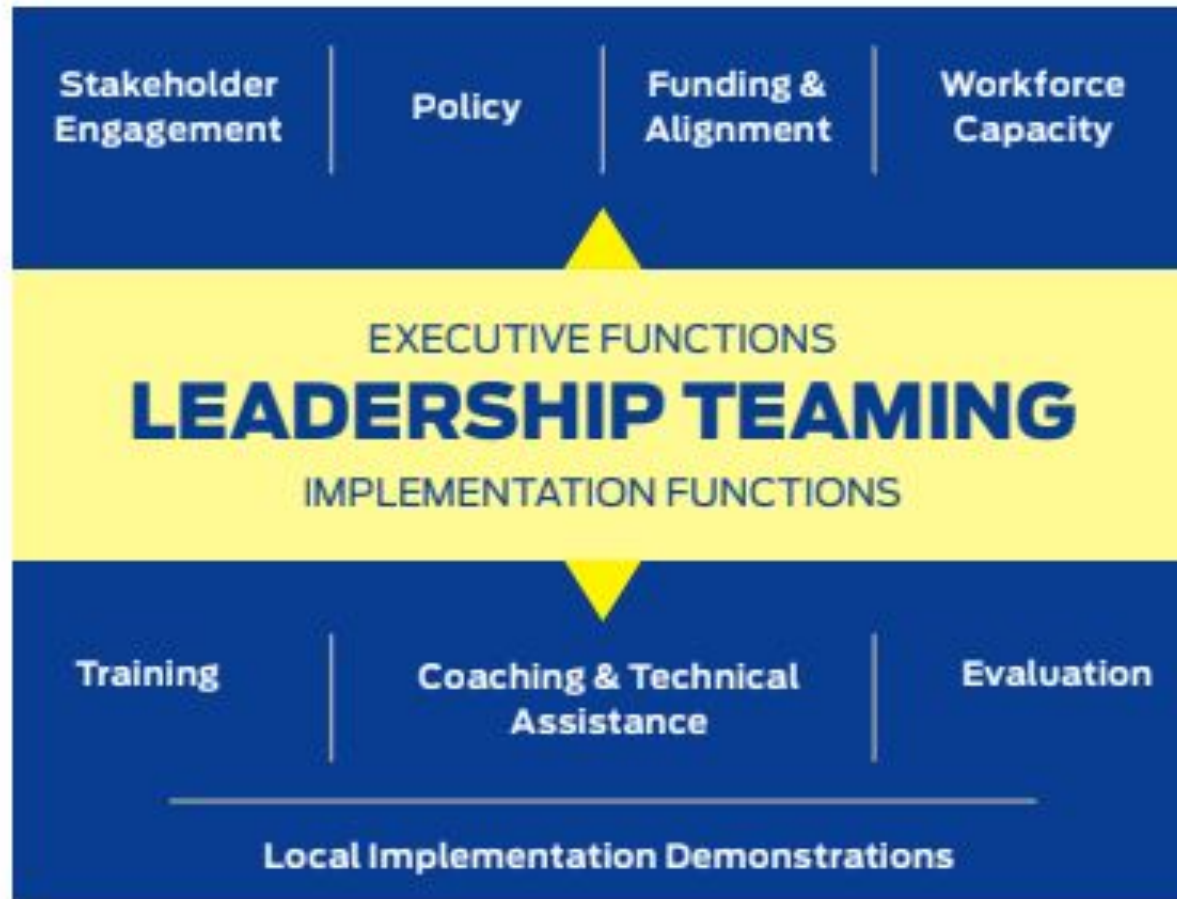 Stakeholder
Engagement
Policy
Funding &
Alignment
Workforce
Capacity
EXECUTIVE FUNCTIONS
LEADERSHIP TEAMING
IMPLEMENTATION FUNCTIONS
Training
Coaching & Technical
Assistance
Evaluation
Local Implementation Demonstrations